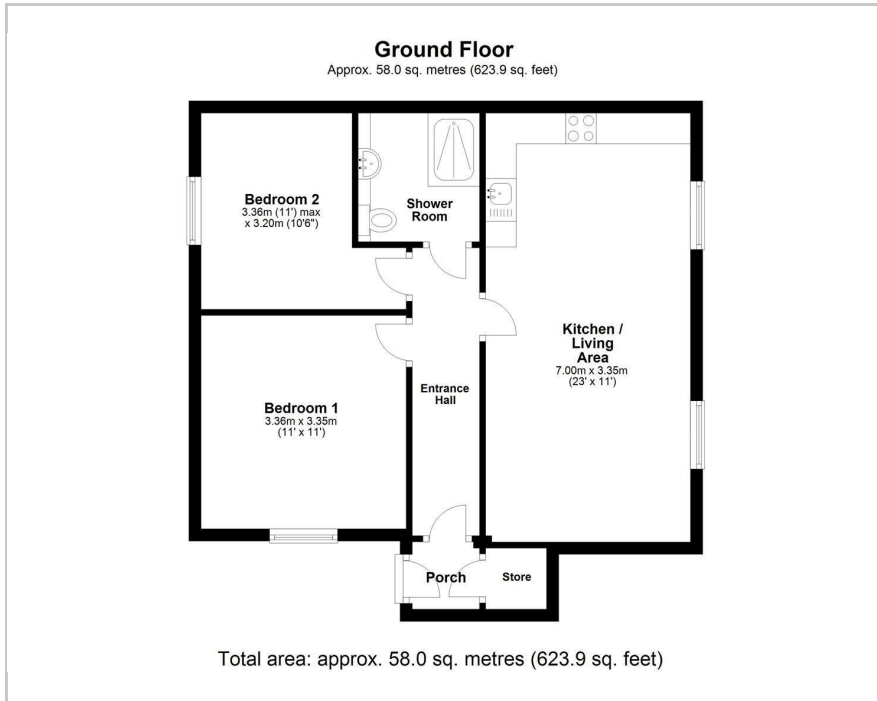 Ground Floor
Approx. 58.0 sq. metres (623.9 sq. feet)
Bedroom 2
3.36m (11') max
x 3.20m (10'6")
Shower
Room
Kitchen /
Living
Area
7.00m x 3.35m
(23' x 11')
Entrance
Hall
Bedroom 1
3.36m x 3.35m
(11' x 11')
Porch
Store
Total area: approx. 58.0 sq. metres (623.9 sq. feet)